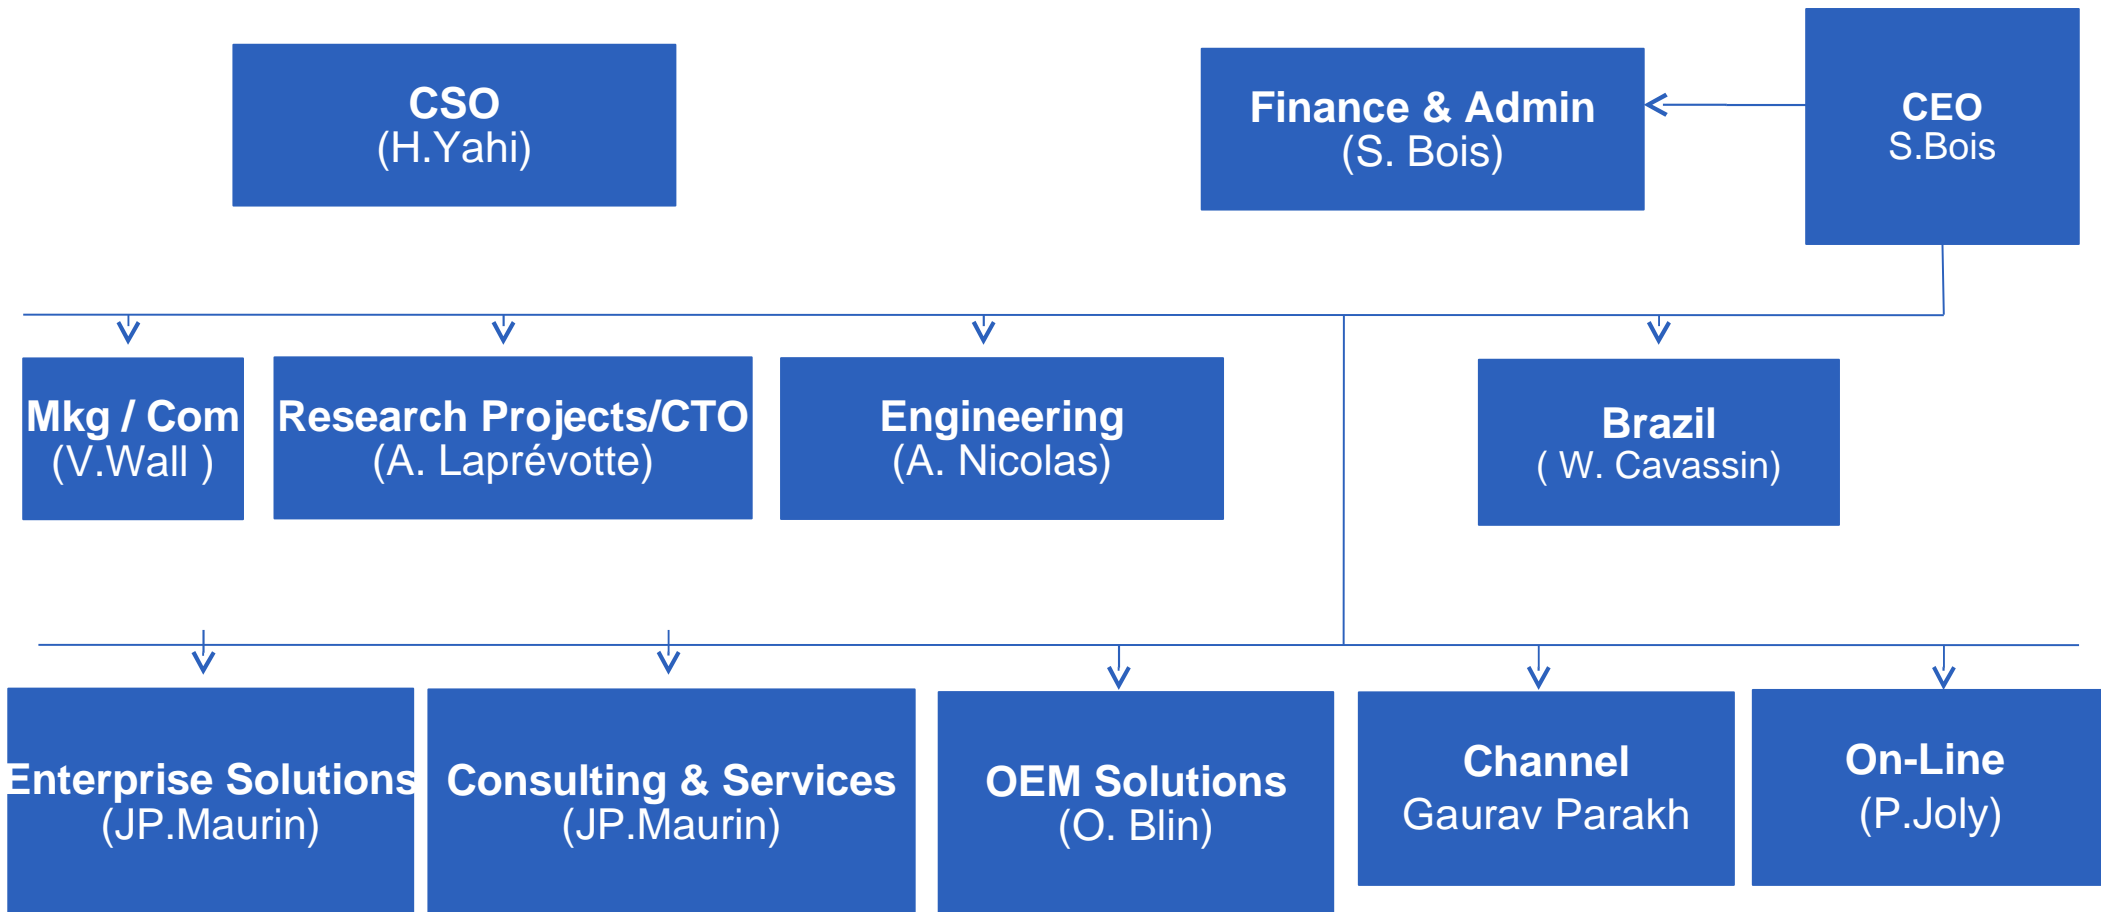 CSO
(H.Yahi)
Finance & Admin
(S. Bois)
CEO
S.Bois
Mkg / Com
(V.Wall )
Research Projects/CTO
(A. Laprévotte)
Engineering
(A. Nicolas)
Brazil
( W. Cavassin)
Enterprise Solutions
(JP.Maurin)
Consulting & Services
(JP.Maurin)
OEM Solutions
(O. Blin)
Channel
Gaurav Parakh
On-Line
(P.Joly)